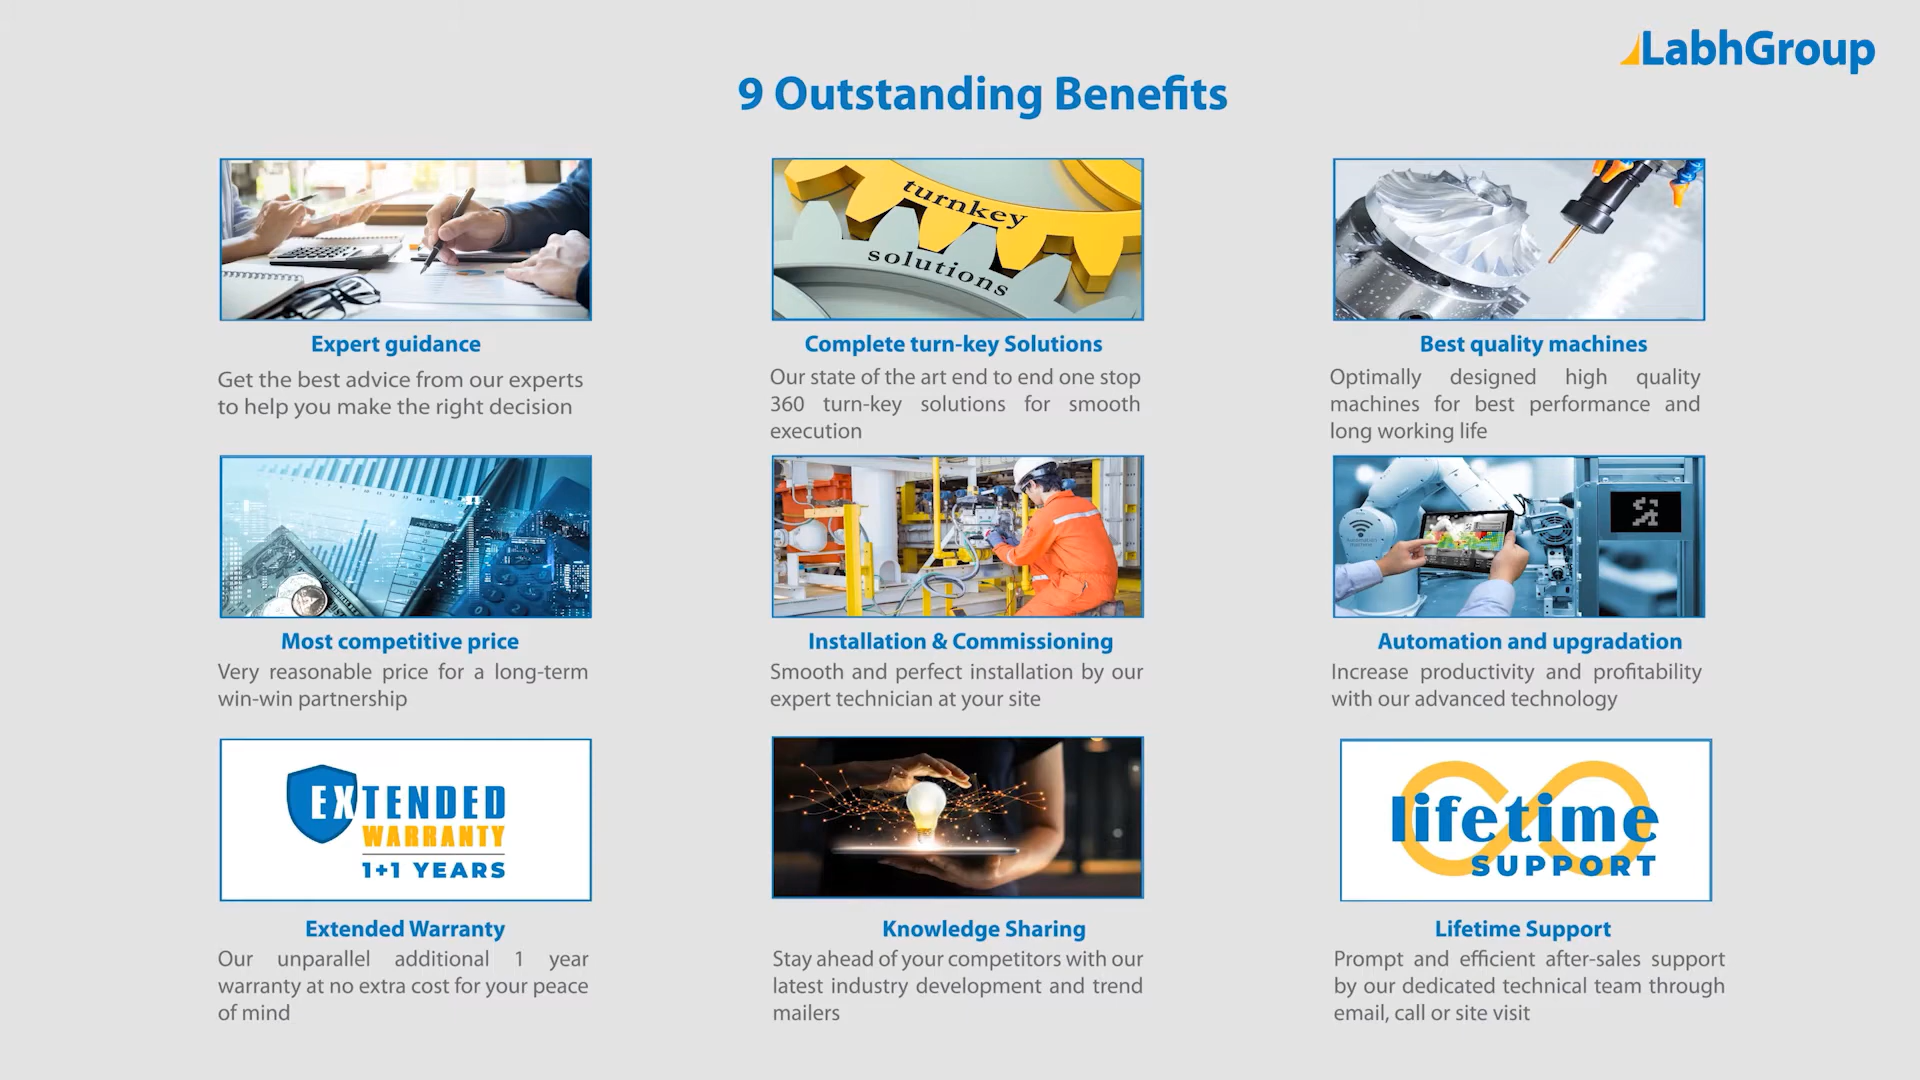 LabhGroup
9 Outstanding Benefits
turnkey
solutions
Expert guidance
Get the best advice from our experts
to help you make the right decision
Complete turn-key Solutions
Our state of the art end to end one stop
360 turn-key solutions for smooth
execution
Best quality machines
Optimally designed high quality
machines for best performance and
long working life
Most competitive price
Very reasonable price for a long-term
win-win partnership
Installation & Commissioning
Smooth and perfect installation by our
expert technician at your site
Automation and upgradation
Increase productivity and profitability
with our advanced technology
EXTENDED
WARRANTY
1+1 YEARS
Extended Warranty
Our unparallel additional 1 year
warranty at no extra cost for your peace
of mind
Knowledge Sharing
Stay ahead of your competitors with our
latest industry development and trend
mailers
lifetime
SUPPORT
Lifetime Support
Prompt and efficient after-sales support
by our dedicated technical team through
email, call or site visit